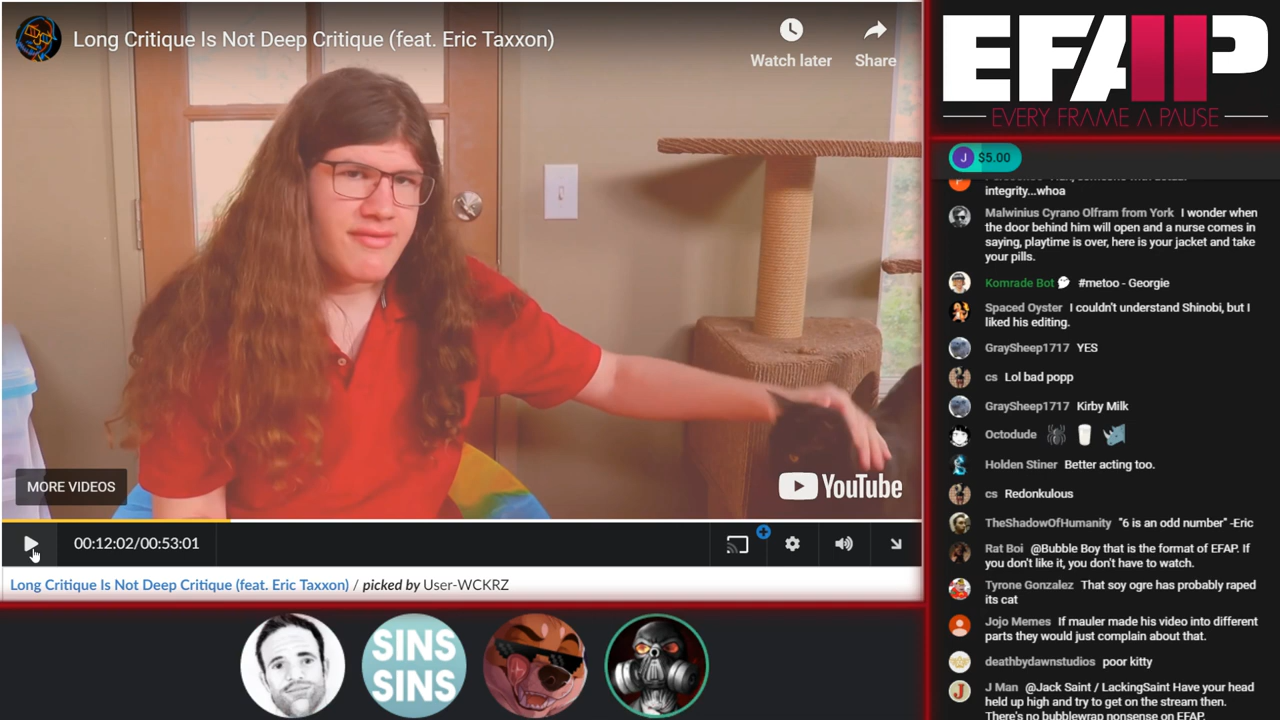 Long Critique Is Not Deep Critique (feat. Eric Taxxon)
Watch later
Share
MORE VIDEOS
YouTube
00:12:02/00:53:01
Long Critique Is Not Deep Critique (feat. Eric Taxxon) / picked by User-WCKRZ
SINS
SINS
EFAP
EVERY FRAME A PAUSE
J $5.00
integrity...whoa
Malwinius Cyrano Olfram from York I wonder when
the door behind him will open and a nurse comes in
saying, playtime is over, here is your jacket and take
your pills.
Komrade Bot #metoo - Georgie
Spaced Oyster I couldn't understand Shinobi, but I
liked his editing.
GraySheep1717 YES
cs Lol bad popp
GraySheep1717 Kirby Milk
Octodude
Holden Stiner Better acting too.
cs Redonkulous
TheShadowOfHumanity "6 is an odd number" -Eric
Rat Boi @Bubble Boy that is the format of EFAP. If
you don't like it, you don't have to watch.
Tyrone Gonzalez That soy ogre has probably raped
its cat
Jojo Memes If mauler made his video into different
parts they would just complain about that.
deathbydawnstudios poor kitty
J Man @Jack Saint / LackingSaint Have your head
held up high and try to get on the stream then.
There's no bubblewrap nonsense on EFAP.